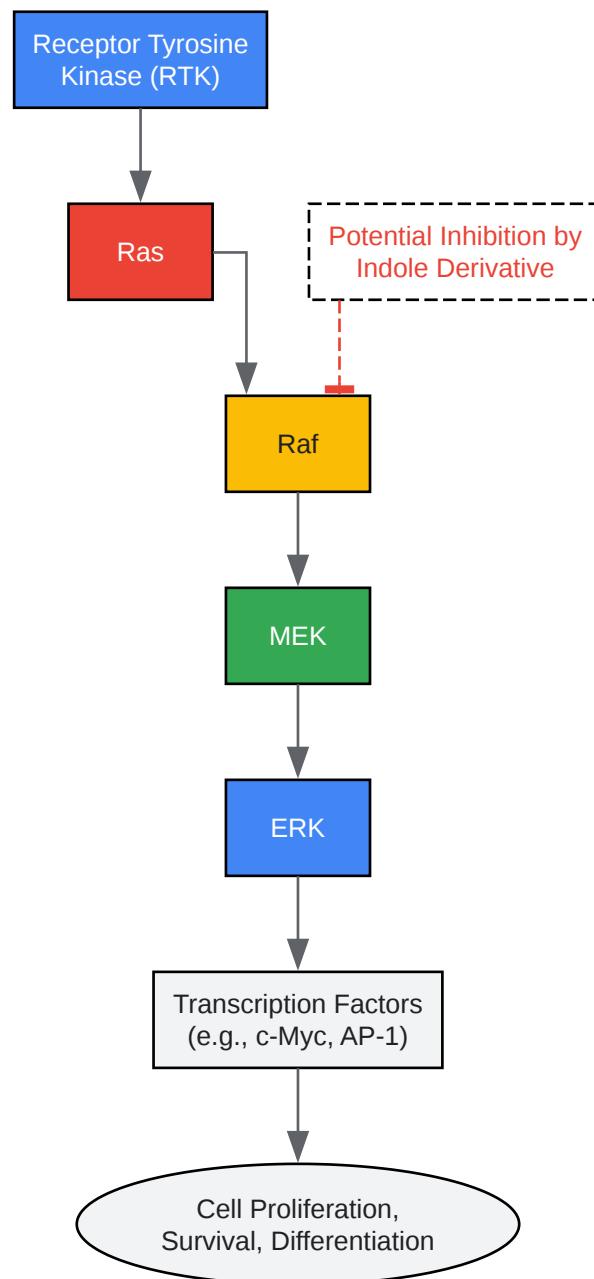 Receptor Tyrosine
Kinase (RTK)
Ras
Potential Inhibition by
Indole Derivative
Raf
MEK
ERK
Transcription Factors
(e.g., c-Myc, AP-1)
Cell Proliferation,
Survival, Differentiation